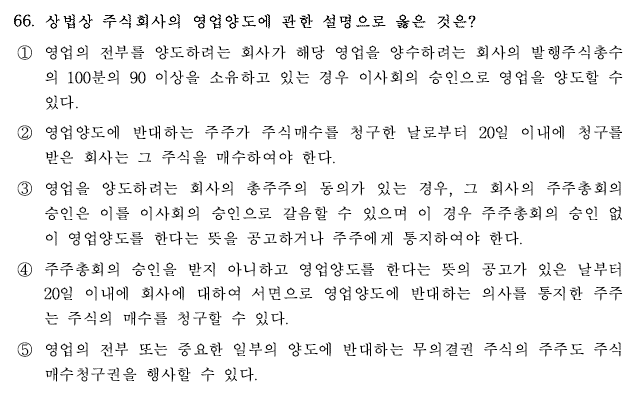 66. 상법상 주식회사의 영업양도에 관한 설명으로 옳은 것은?
① 영업의 전부를 양도하려는 회사가 해당 영업을 양수하려는 회사의 발행주식총수
의 100분의 90 이상을 소유하고 있는 경우 이사회의 승인으로 영업을 양도할 수
있다.
② 영업양도에 반대하는 주주가 주식매수를 청구한 날로부터 20일 이내에 청구를
받은 회사는 그 주식을 매수하여야 한다.
③ 영업을 양도하려는 회사의 총주주의 동의가 있는 경우, 그 회사의 주주총회의
승인은 이를 이사회의 승인으로 갈음할 수 있으며 이 경우 주주총회의 승인 없
이 영업양도를 한다는 뜻을 공고하거나 주주에게 통지하여야 한다.
④ 주주총회의 승인을 받지 아니하고 영업양도를 한다는 뜻의 공고가 있은 날부터
20일 이내에 회사에 대하여 서면으로 영업양도에 반대하는 의사를 통지한 주주
는 주식의 매수를 청구할 수 있다.
⑤ 영업의 전부 또는 중요한 일부의 양도에 반대하는 무의결권 주식의 주주도 주식
매수청구권을 행사할 수 있다.